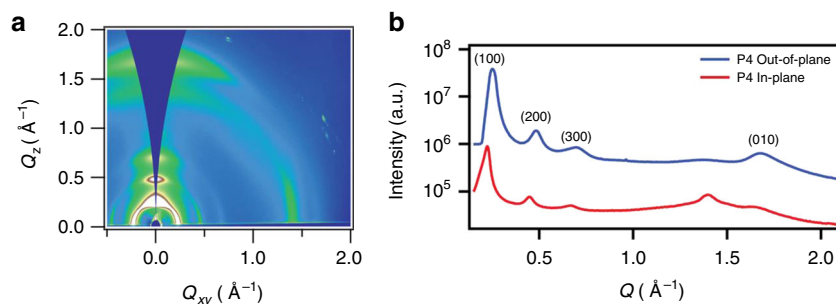 a
2.0
1.5
1.0
0.5
0.0
Qz ( Å⁻¹)
0.0
1.0
2.0
Qxy ( Å⁻¹)
b
10⁸
10⁷
10⁶
10⁵
Intensity (a.u.)
(100)
(200)
(300)
(010)
P4 Out-of-plane
P4 In-plane
0.5
1.0
1.5
2.0
Q ( Å⁻¹)